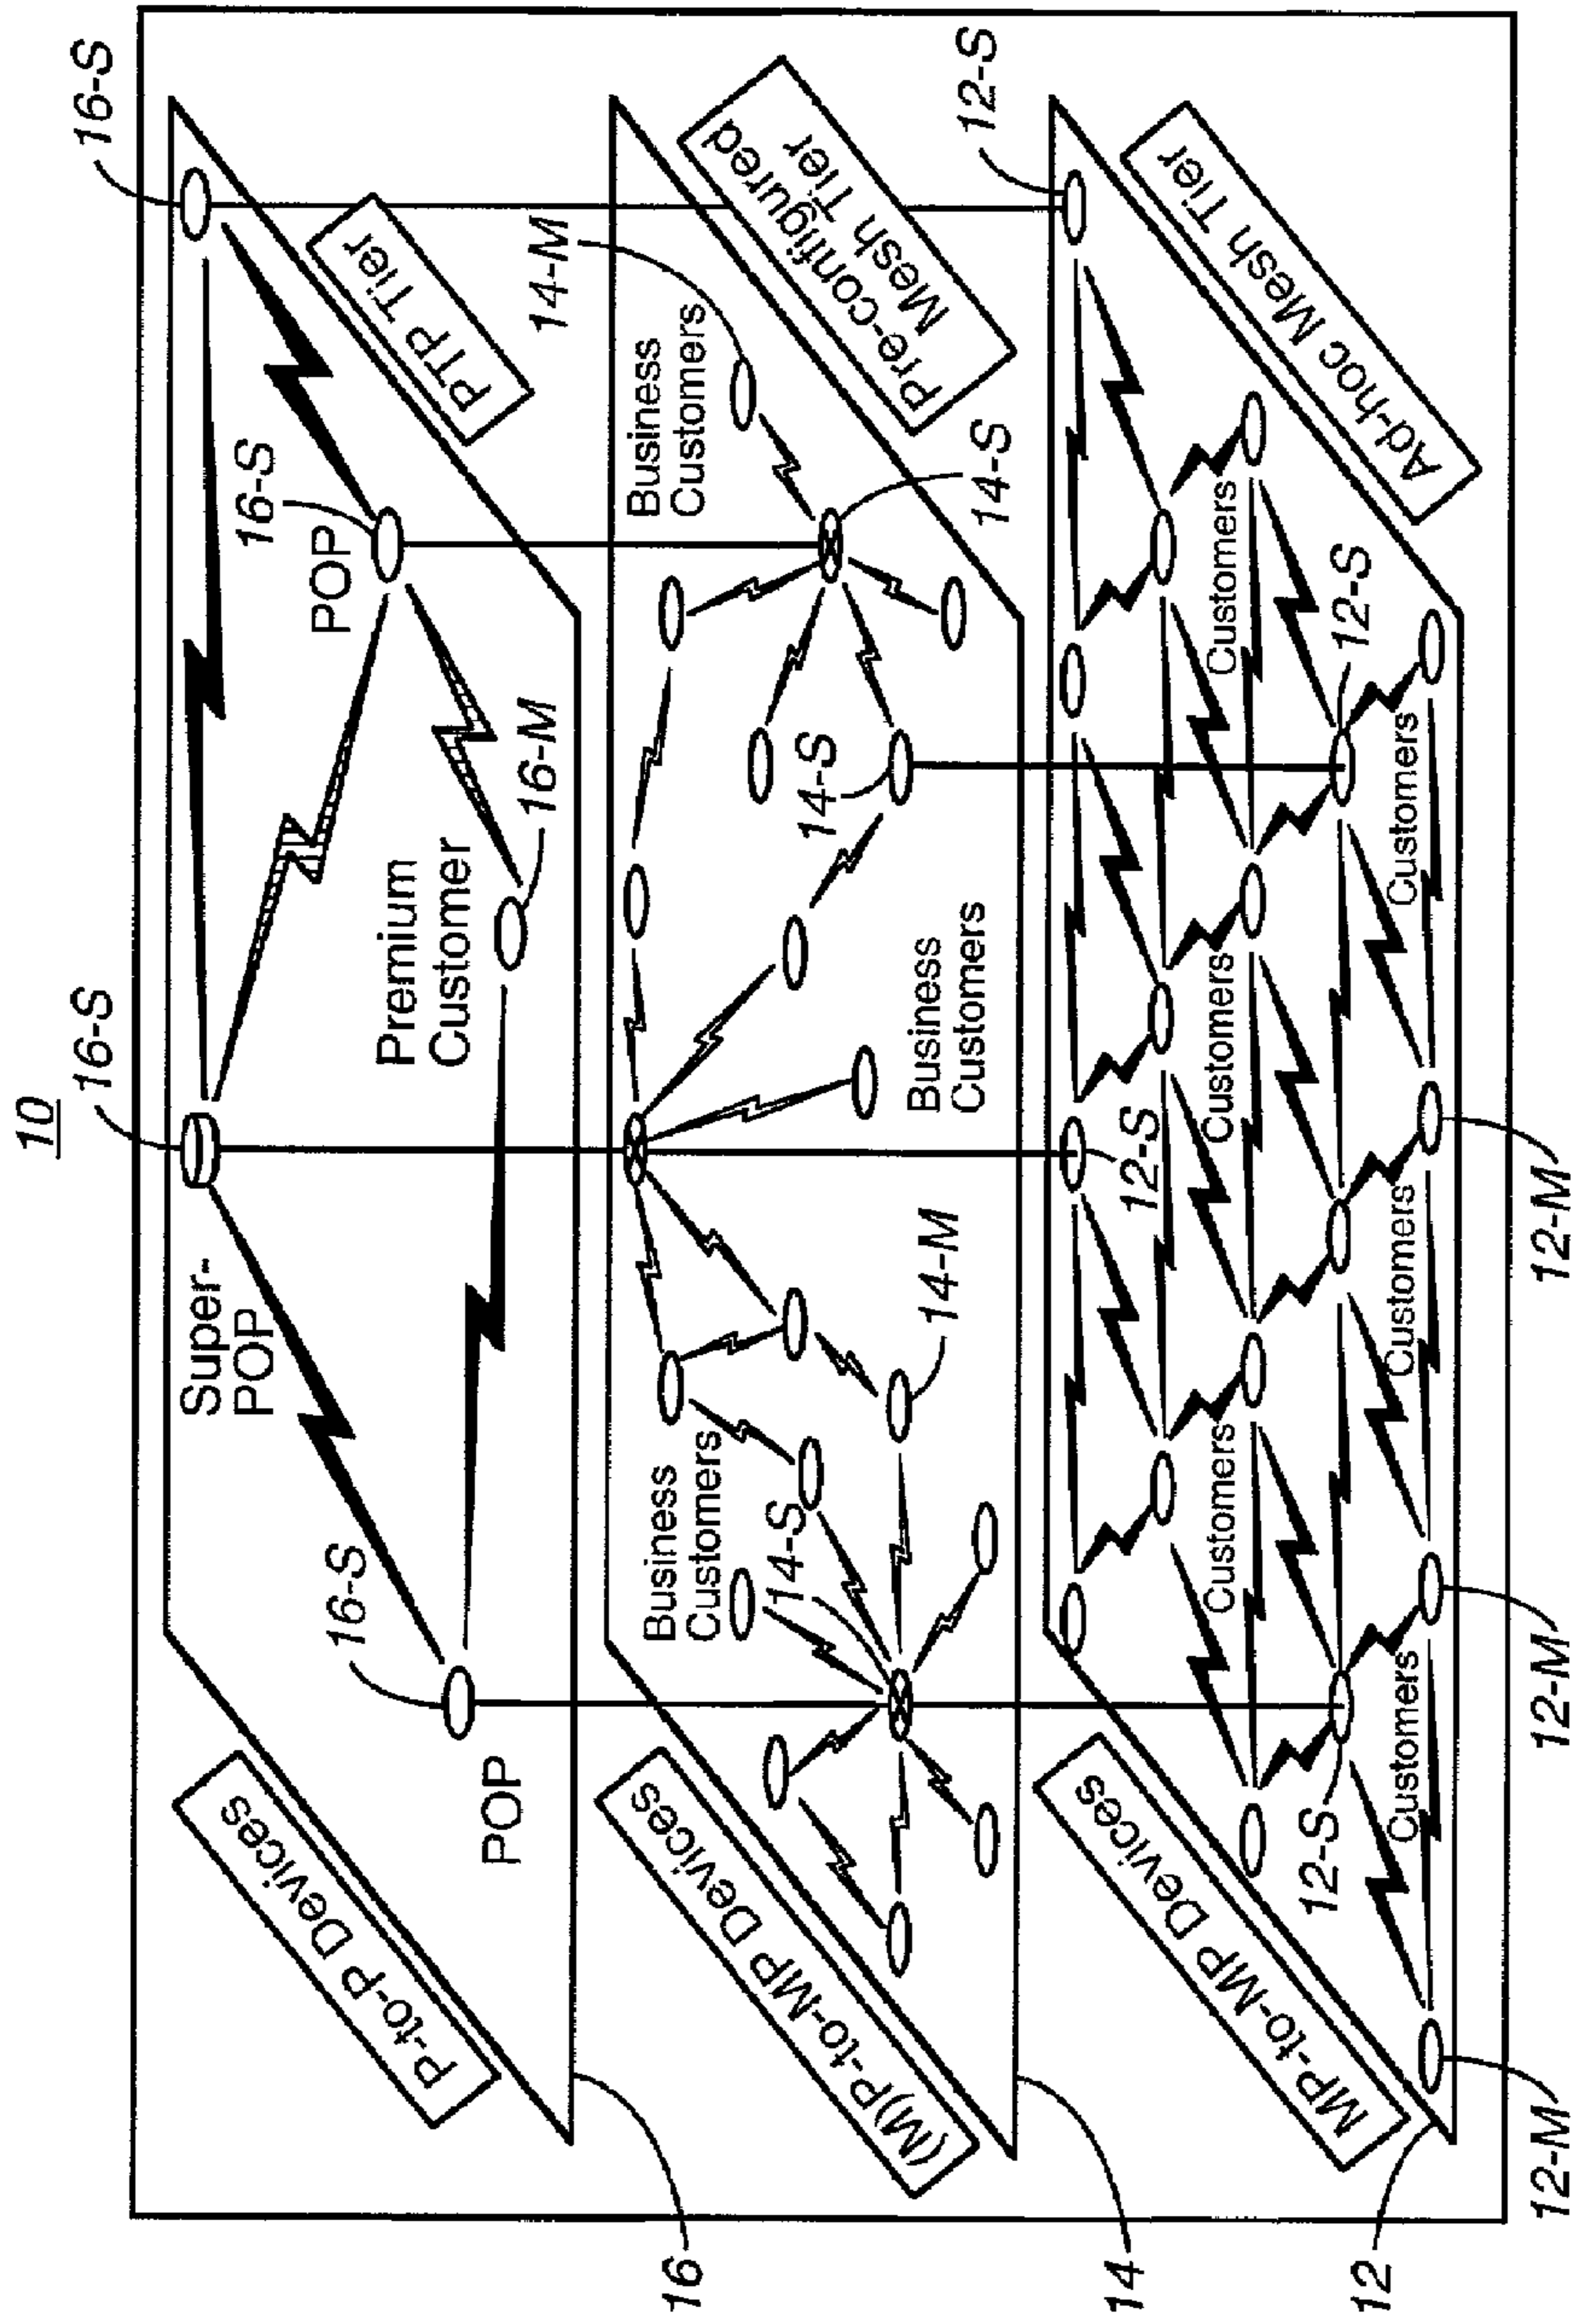 10
16-S
16-S
16-S
16-S
Super-
POP
POP
POP
Premium
Customer
16-M
P-to-P Devices
PTP Tier
16
14-M
Business
Customers
Business
Customers
Business
Customers
14-S
14-S
14-S
14-M
(M)P-to-MP Devices
Pre-configured
Mesh Tier
14
12-S
12-S
12-S
12-S
Customers
Customers
Customers
Customers
Customers
Customers
MP-to-MP Devices
Ad-hoc Mesh Tier
12
12-M
12-M
12-M